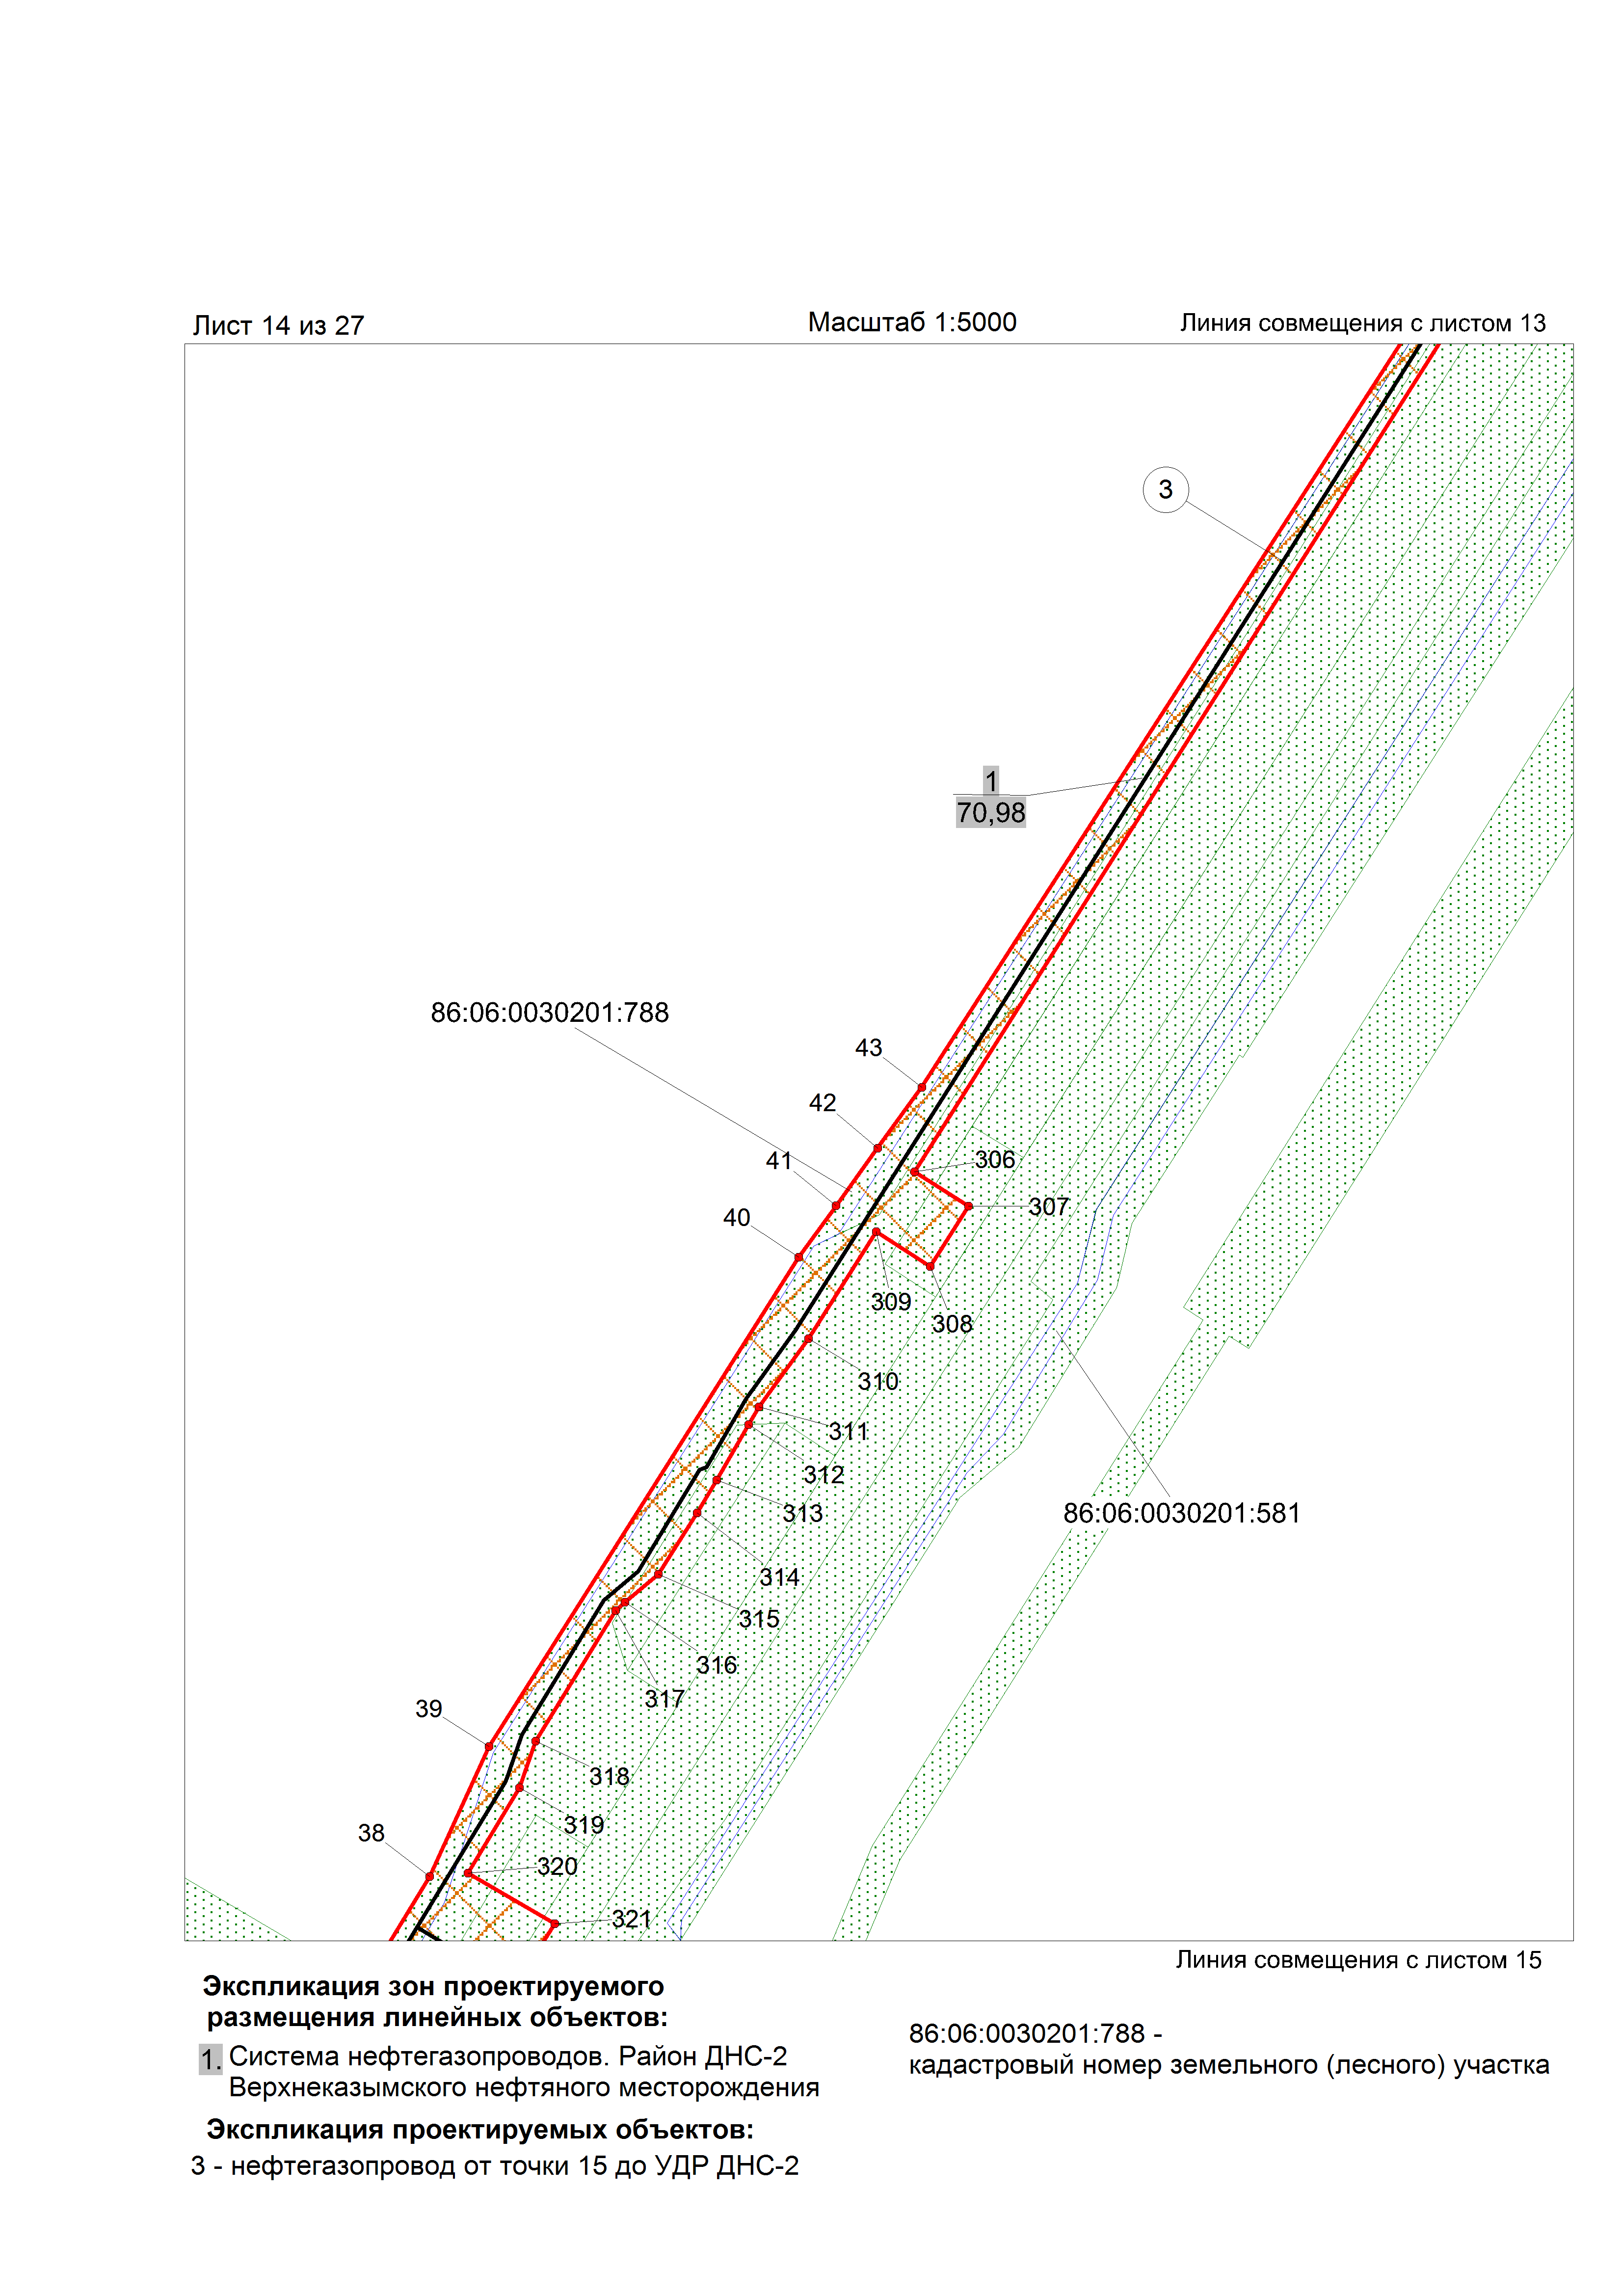 Лист 14 из 27
Масштаб 1:5000
Линия совмещения с листом 13
3
1
70,98
86:06:0030201:788
43
42
41
306
307
40
309
308
310
311
312
313
86:06:0030201:581
314
315
316
317
39
318
319
38
320
321
Линия совмещения с листом 15
Экспликация зон проектируемого
размещения линейных объектов:
1. Система нефтегазопроводов. Район ДНС-2
Верхнеказымского нефтяного месторождения
86:06:0030201:788 -
кадастровый номер земельного (лесного) участка
Экспликация проектируемых объектов:
3 - нефтегазопровод от точки 15 до УДР ДНС-2